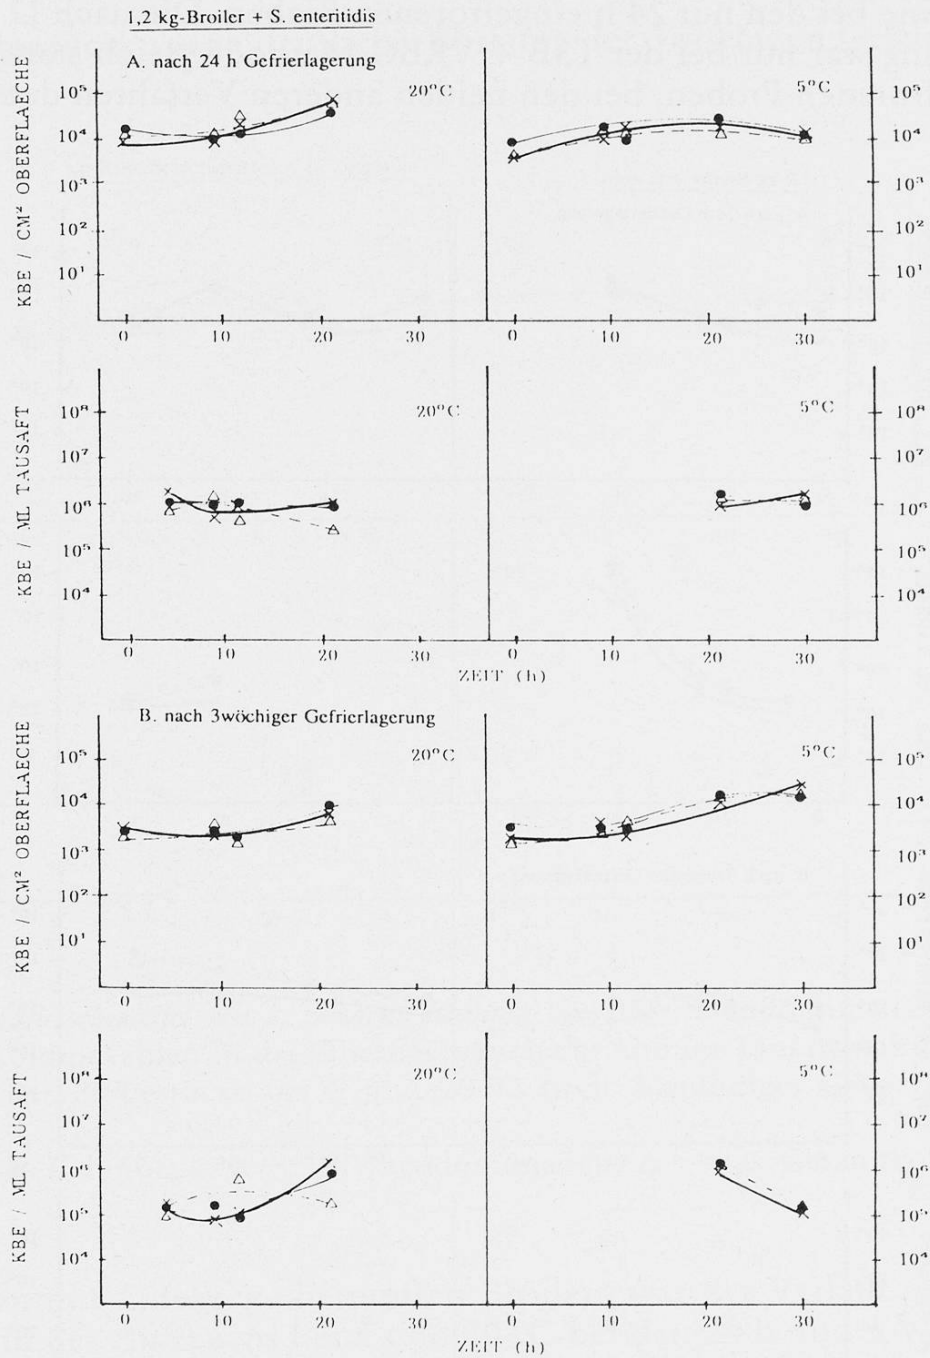 1,2 kg-Broiler + S. enteritidis
A. nach 24 h Gefrierlagerung
20°C
5°C
KBE / CM² OBERFLAECHE
10⁵
10⁴
10³
10²
10¹
10⁵
10⁴
10³
10²
10¹
0 10 20 30
0 10 20 30
20°C
5°C
KBE / ML TAUSAFT
10⁸
10⁷
10⁶
10⁵
10⁴
10⁸
10⁷
10⁶
10⁵
10⁴
0 10 20 30
0 10 20 30
ZEIT (h)
B. nach 3wöchiger Gefrierlagerung
20°C
5°C
KBE / CM² OBERFLAECHE
10⁵
10⁴
10³
10²
10¹
10⁵
10⁴
10³
10²
10¹
0 10 20 30
0 10 20 30
20°C
5°C
KBE / ML TAUSAFT
10⁸
10⁷
10⁶
10⁵
10⁴
10⁸
10⁷
10⁶
10⁵
10⁴
0 10 20 30
0 10 20 30
ZEIT (h)